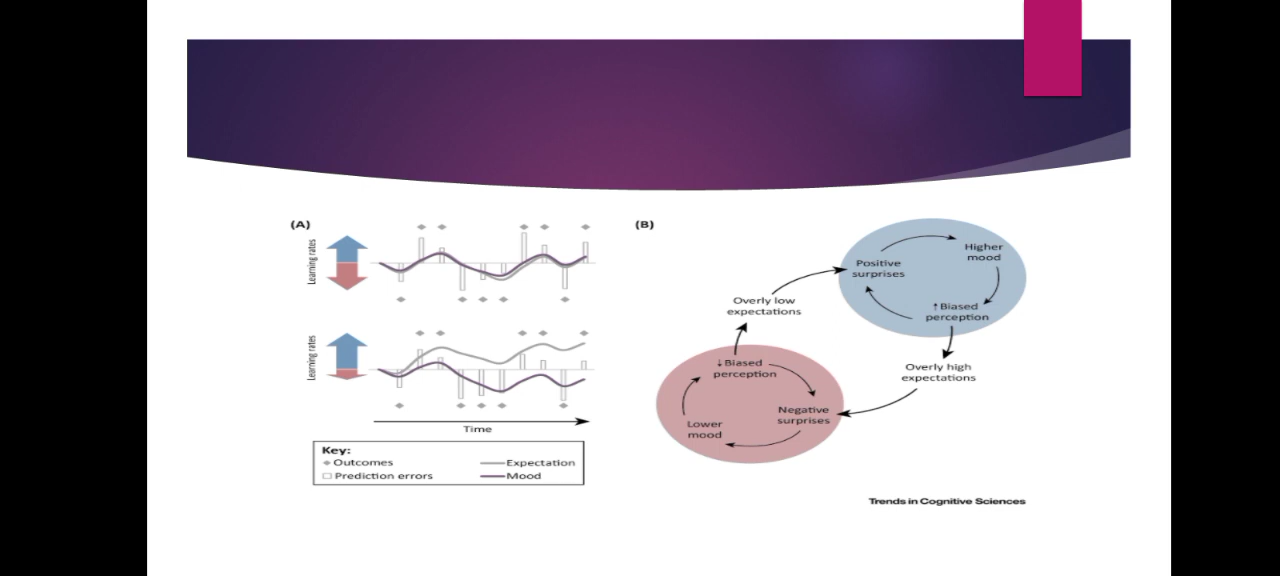 (A)
Learning rates
Learning rates
Time
Key:
Outcomes
Expectation
Prediction errors
Mood
(B)
Positive
surprises
Higher
mood
↑Biased
perception
Overly low
expectations
Overly high
expectations
↓Biased
perception
Negative
surprises
Lower
mood
Trends in Cognitive Sciences